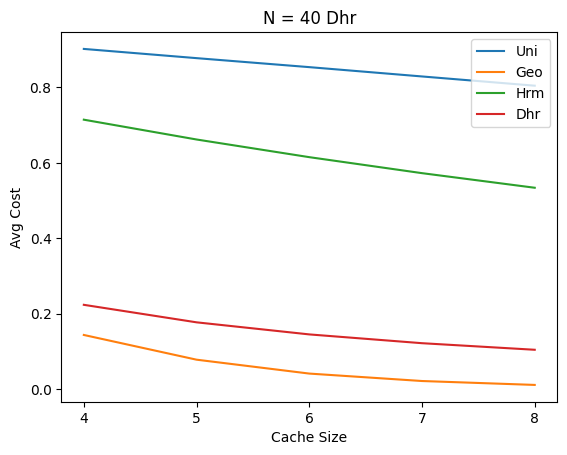 N = 40 Dhr
Uni
Geo
Hrm
Dhr
0.8
0.6
0.4
0.2
0.0
Avg Cost
4 5 6 7 8
Cache Size